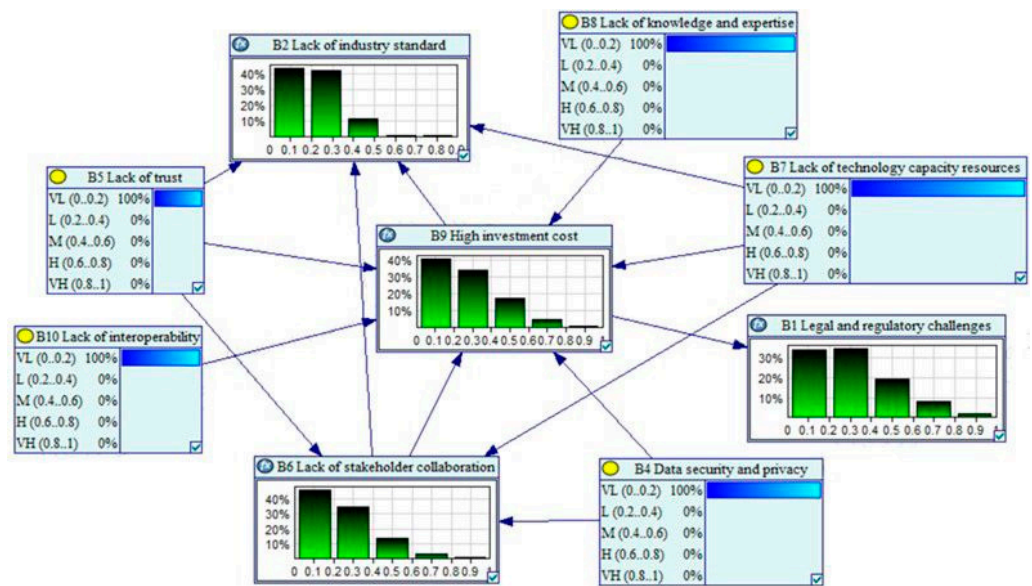 B8 Lack of knowledge and expertise
VL (0..0.2) 100%
L (0.2..0.4) 0%
M (0.4..0.6) 0%
H (0.6..0.8) 0%
VH (0.8..1) 0%
B2 Lack of industry standard
40%
30%
20%
10%
0 0.1 0.2 0.3 0.4 0.5 0.6 0.7 0.8 0.9
B5 Lack of trust
VL (0..0.2) 100%
L (0.2..0.4) 0%
M (0.4..0.6) 0%
H (0.6..0.8) 0%
VH (0.8..1) 0%
B7 Lack of technology capacity resources
VL (0..0.2) 100%
L (0.2..0.4) 0%
M (0.4..0.6) 0%
H (0.6..0.8) 0%
VH (0.8..1) 0%
B9 High investment cost
40%
30%
20%
10%
0 0.1 0.2 0.3 0.4 0.5 0.6 0.7 0.8 0.9 1
B10 Lack of interoperability
VL (0..0.2) 100%
L (0.2..0.4) 0%
M (0.4..0.6) 0%
H (0.6..0.8) 0%
VH (0.8..1) 0%
B1 Legal and regulatory challenges
30%
20%
10%
0 0.1 0.2 0.3 0.4 0.5 0.6 0.7 0.8 0.9 1
B6 Lack of stakeholder collaboration
40%
30%
20%
10%
0 0.1 0.2 0.3 0.4 0.5 0.6 0.7 0.8 0.9 1
B4 Data security and privacy
VL (0..0.2) 100%
L (0.2..0.4) 0%
M (0.4..0.6) 0%
H (0.6..0.8) 0%
VH (0.8..1) 0%